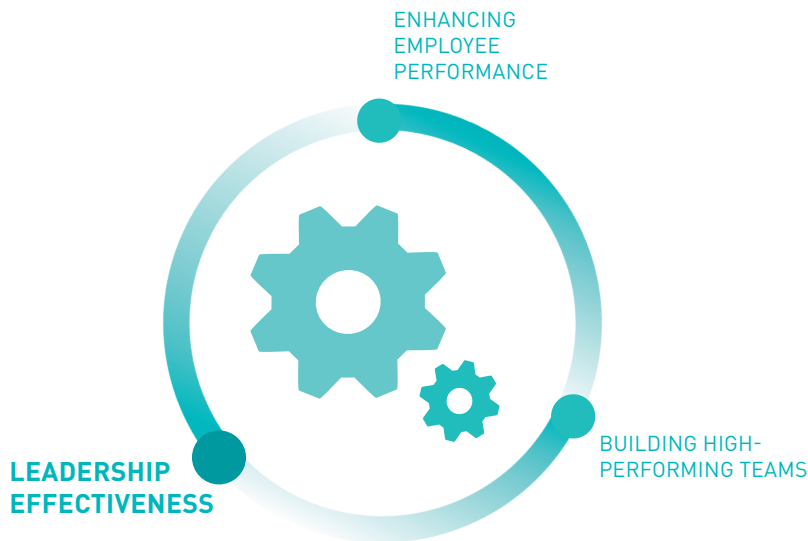 ENHANCING
EMPLOYEE
PERFORMANCE
BUILDING HIGH-
PERFORMING TEAMS
LEADERSHIP
EFFECTIVENESS